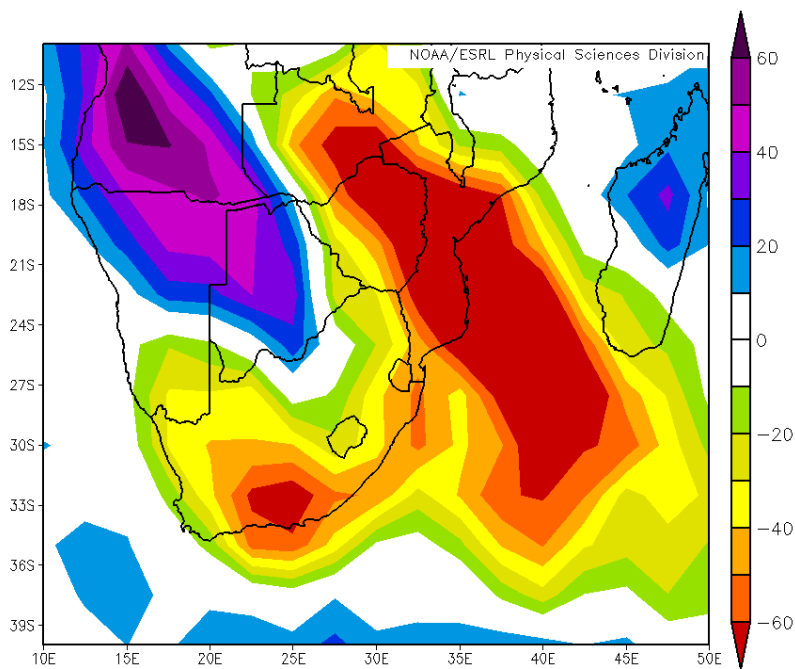 NOAA/ESRL Physical Sciences Division
12S
15S
18S
21S
24S
27S
30S
33S
36S
39S
10E 15E 20E 25E 30E 35E 40E 45E 50E
60
40
20
0
−20
−40
−60